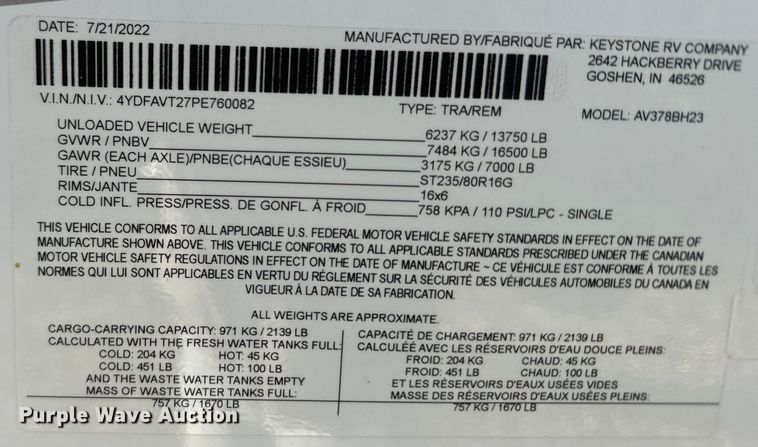 DATE: 7/21/2022
MANUFACTURED BY/FABRIQUÉ PAR: KEYSTONE RV COMPANY
2642 HACKBERRY DRIVE
GOSHEN, IN 46526
V.I.N./N.I.V.: 4YDFAVT27PE760082
TYPE: TRA/REM
MODEL: AV378BH23
UNLOADED VEHICLE WEIGHT 6237 KG / 13750 LB
GVWR / PNBV 7484 KG / 16500 LB
GAWR (EACH AXLE)/PNBE(CHAQUE ESSIEU) 3175 KG / 7000 LB
TIRE / PNEU ST235/80R16G
RIMS/JANTE 16x6
COLD INFL. PRESS/PRESS. DE GONFL. À FROID 758 KPA / 110 PSI/LPC - SINGLE
THIS VEHICLE CONFORMS TO ALL APPLICABLE U.S. FEDERAL MOTOR VEHICLE SAFETY STANDARDS IN EFFECT ON THE DATE OF
MANUFACTURE SHOWN ABOVE. THIS VEHICLE CONFORMS TO ALL APPLICABLE STANDARDS PRESCRIBED UNDER THE CANADIAN
MOTOR VEHICLE SAFETY REGULATIONS IN EFFECT ON THE DATE OF MANUFACTURE ~ CE VÉHICULE EST CONFORME À TOUTES LES
NORMES QUI LUI SONT APPLICABLES EN VERTU DU RÉGLEMENT SUR LA SÉCURITÉ DES VÉHICULES AUTOMOBILES DU CANADA EN
VIGUEUR À LA DATE DE SA FABRICATION.
ALL WEIGHTS ARE APPROXIMATE.
CARGO-CARRYING CAPACITY: 971 KG / 2139 LB
CALCULATED WITH THE FRESH WATER TANKS FULL:
COLD: 204 KG HOT: 45 KG
COLD: 451 LB HOT: 100 LB
AND THE WASTE WATER TANKS EMPTY
MASS OF WASTE WATER TANKS FULL:
757 KG / 1670 LB
CAPACITÉ DE CHARGEMENT: 971 KG / 2139 LB
CALCULÉE AVEC LES RÉSERVOIRS D'EAU DOUCE PLEINS:
FROID: 204 KG CHAUD: 45 KG
FROID: 451 LB CHAUD: 100 LB
ET LES RÉSERVOIRS D'EAUX USÉES VIDES
MASSE DES RÉSERVOIRS D'EAUX USÉES PLEINS:
757 KG / 1670 LB
Purple Wave Auction